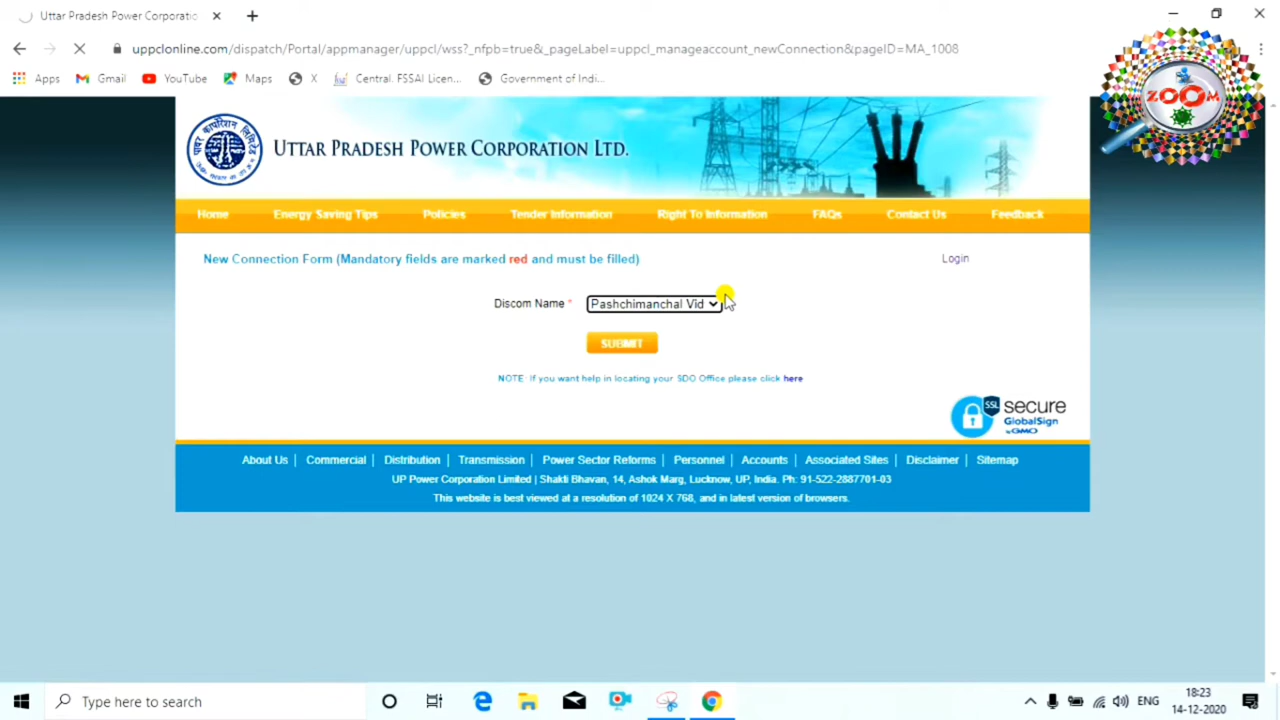 Uttar Pradesh Power Corporatio
uppclonline.com/dispatch/Portal/appmanager/uppcl/wss?_nfpb=true&_pageLabel=uppcl_manageaccount_newConnection&pageID=MA_1008
Apps Gmail YouTube Maps X Central. FSSAI Licen... Government of Indi...
ZOOM
UTTAR PRADESH POWER CORPORATION LTD.
Home Energy Saving Tips Policies Tender Information Right To Information FAQs Contact Us Feedback
New Connection Form (Mandatory fields are marked red and must be filled) Login
Discom Name * Pashchimanchal Vid
SUBMIT
NOTE: If you want help in locating your SDO Office please click here
SSL secure
GlobalSign
by GMO
About Us | Commercial | Distribution | Transmission | Power Sector Reforms | Personnel | Accounts | Associated Sites | Disclaimer | Sitemap
UP Power Corporation Limited | Shakti Bhavan, 14, Ashok Marg, Lucknow, UP, India. Ph: 91-522-2887701-03
This website is best viewed at a resolution of 1024 X 768, and in latest version of browsers.
Type here to search
ENG
18:23
14-12-2020